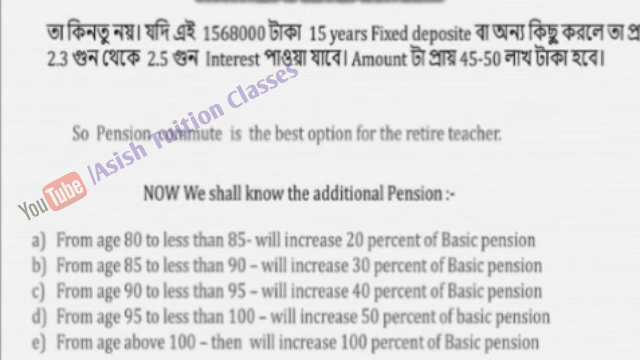 তা কিনতু নয়। যদি এই 1568000 টাকা 15 years Fixed deposite বা অন্য কিছু করলে তা প্র
2.3 গুন থেকে 2.5 গুন Interest পাওয়া যাবে। Amount টা প্রায় 45-50 লাখ টাকা হবে।
So Pension commute is the best option for the retire teacher.
YouTube/Asish Tuition Classes
NOW We shall know the additional Pension :-
a) From age 80 to less than 85- will increase 20 percent of Basic pension
b) From age 85 to less than 90 – will increase 30 percent of Basic pension
c) From age 90 to less than 95 – will increase 40 percent of Basic pension
d) From age 95 to less than 100 – will increase 50 percent of basic pension
e) From age above 100 – then will increase 100 percent of Basic pension